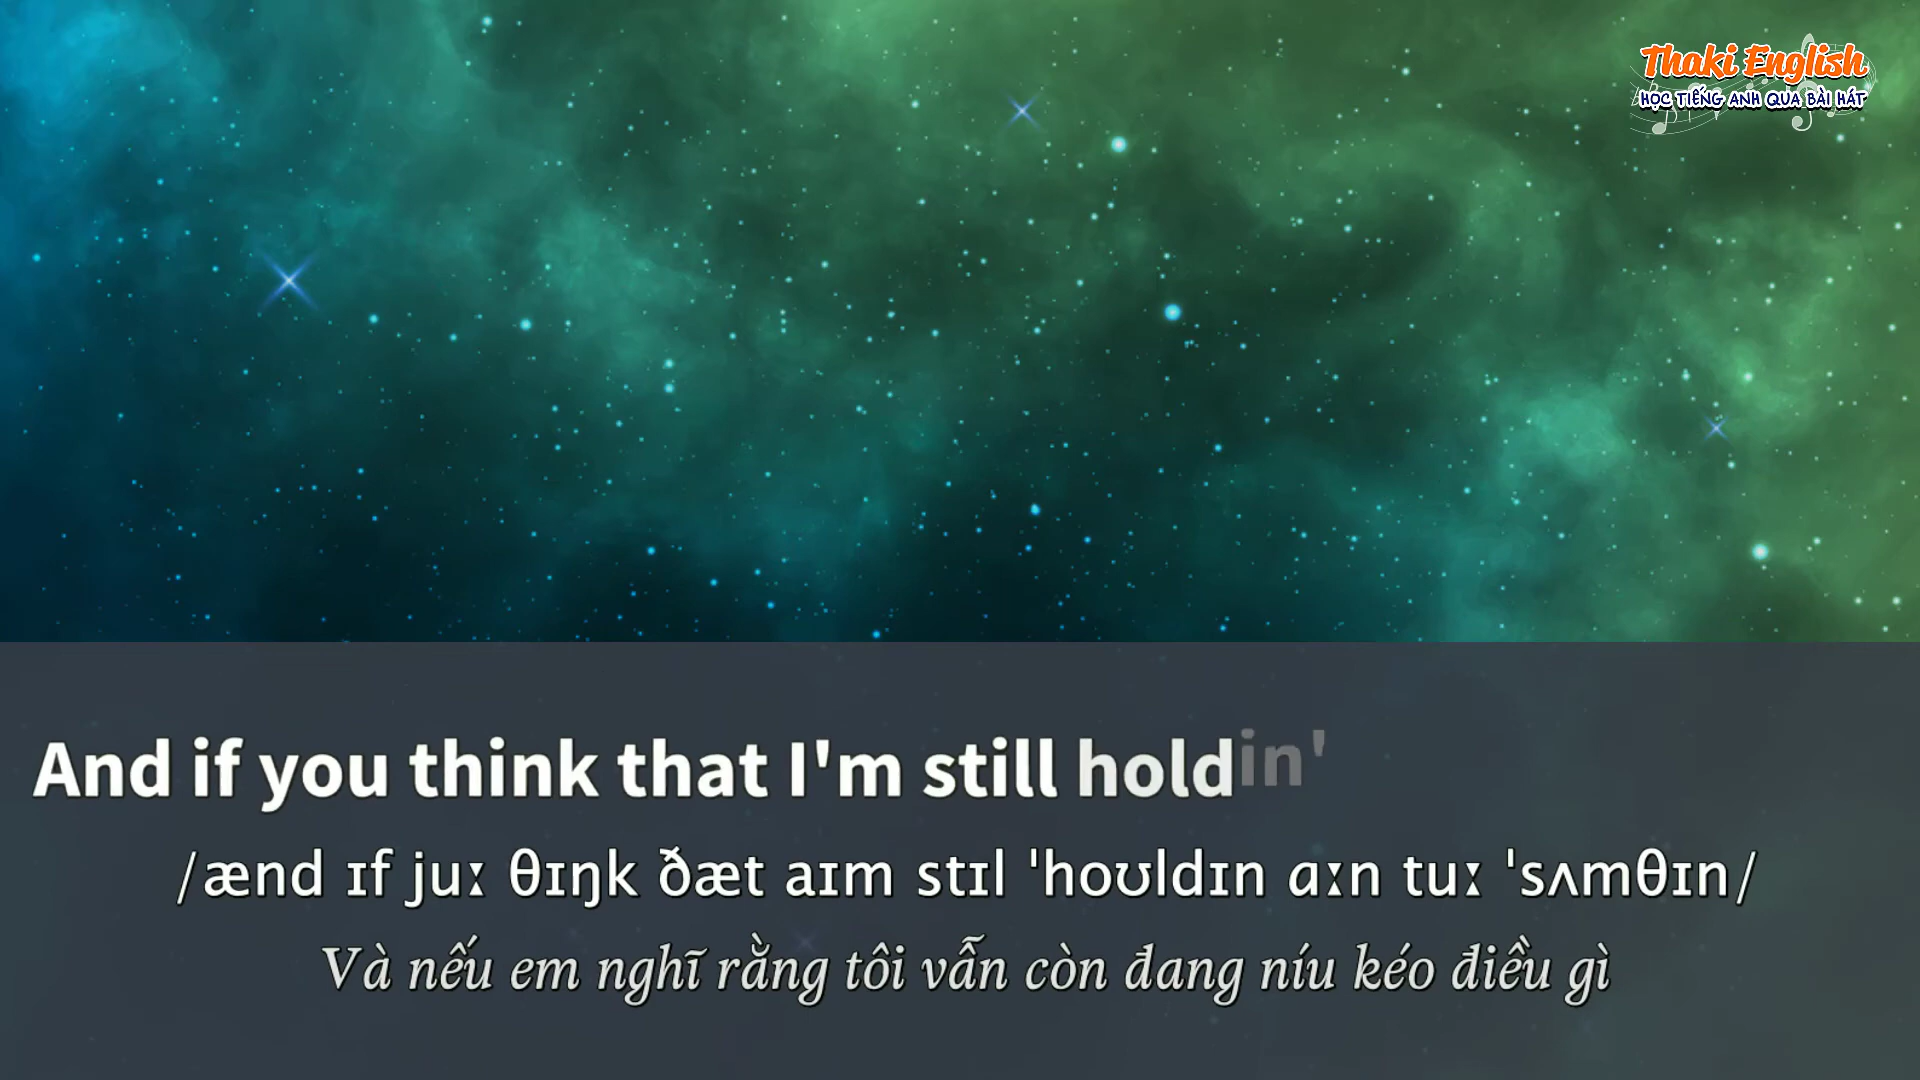 Thaki English
HỌC TIẾNG ANH QUA BÀI HÁT
And if you think that I'm still holdin'
/ænd ɪf juː θɪŋk ðæt aɪm stɪl ˈhoʊldɪn ɑːn tuː ˈsʌmθɪn/
Và nếu em nghĩ rằng tôi vẫn còn đang níu kéo điều gì